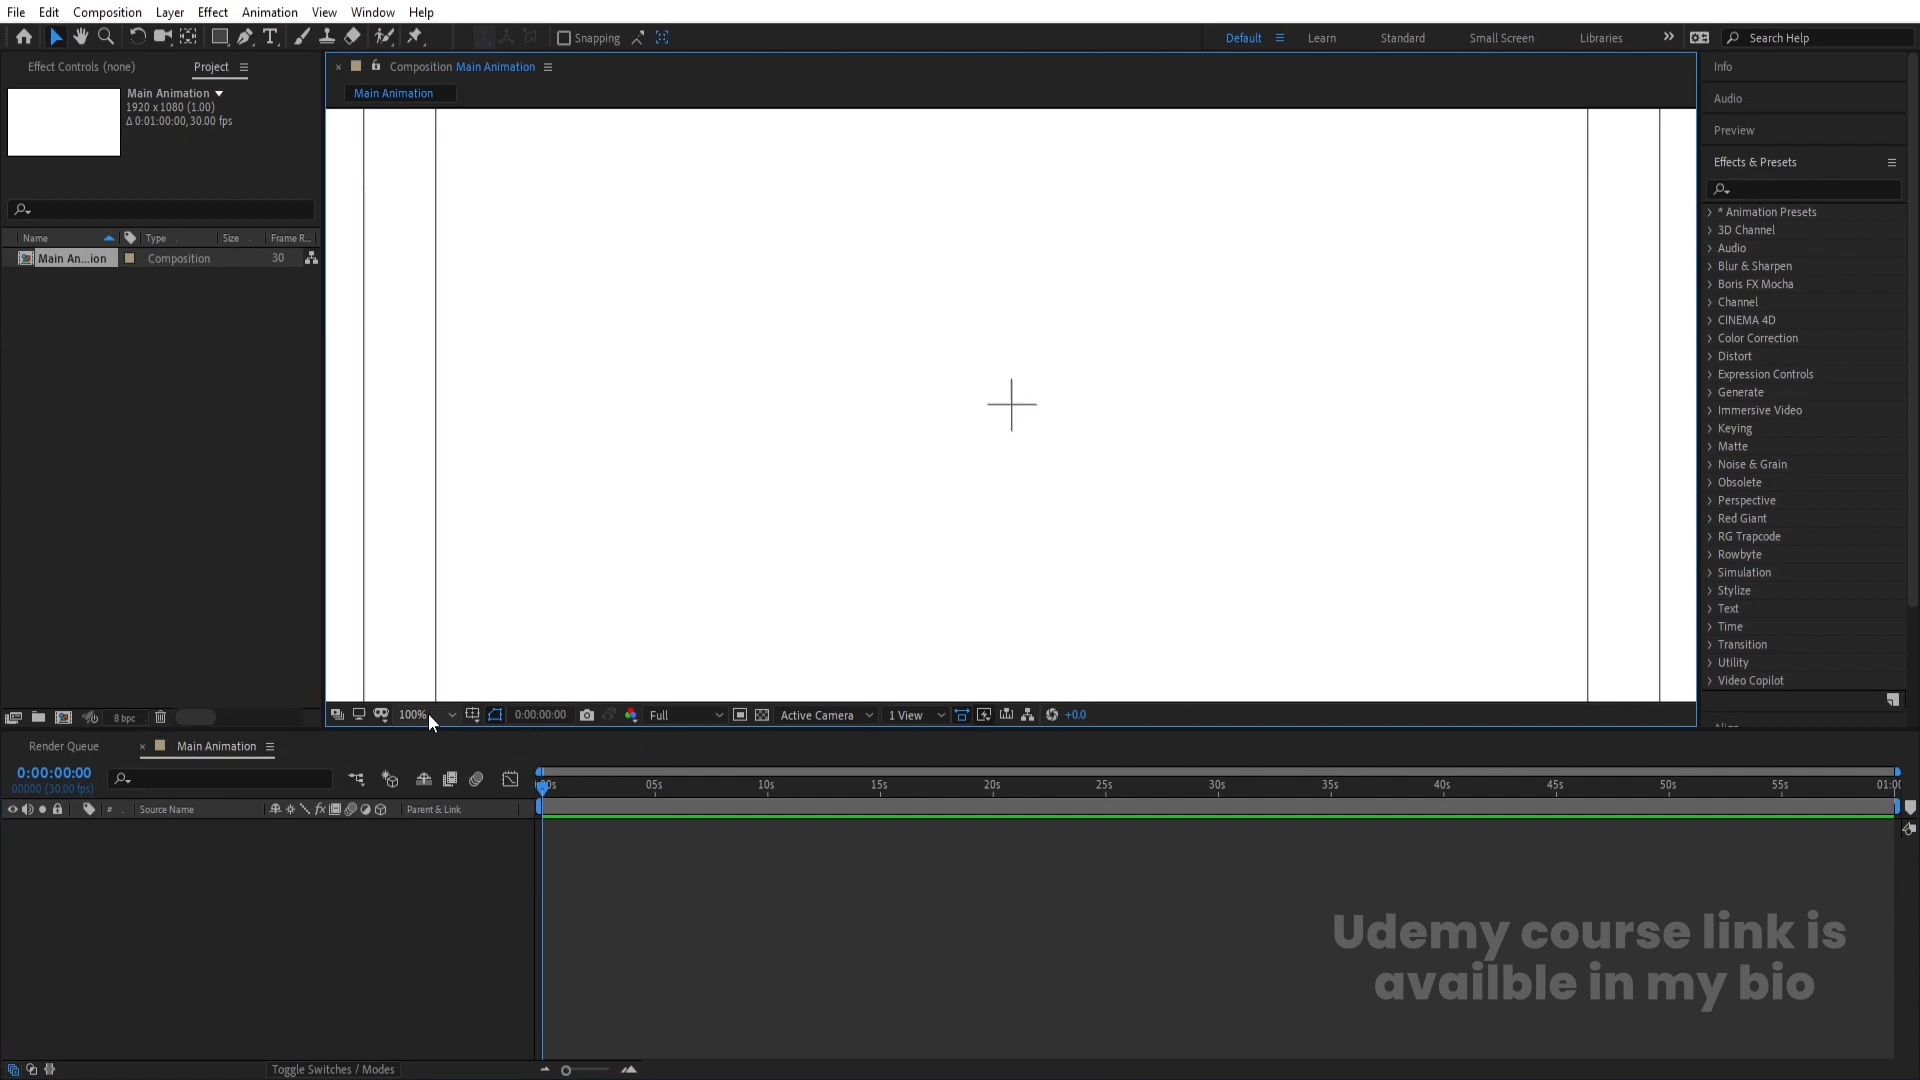 File Edit Composition Layer Effect Animation View Window Help
Snapping
Default Learn Standard Small Screen Libraries Search Help
Effect Controls (none) Project
Main Animation
1920 x 1080 (1.00)
Δ 0:01:00:00, 30.00 fps
Name Type Size Frame R...
Main An...ion Composition 30
8 bpc
Composition Main Animation
Main Animation
100% 0:00:00:00 Full Active Camera 1 View +0.0
Info
Audio
Preview
Effects & Presets
* Animation Presets
3D Channel
Audio
Blur & Sharpen
Boris FX Mocha
Channel
CINEMA 4D
Color Correction
Distort
Expression Controls
Generate
Immersive Video
Keying
Matte
Noise & Grain
Obsolete
Perspective
Red Giant
RG Trapcode
Rowbyte
Simulation
Stylize
Text
Time
Transition
Utility
Video Copilot
Render Queue Main Animation
0:00:00:00
00000 (30.00 fps)
# Source Name fx Parent & Link
05s 10s 15s 20s 25s 30s 35s 40s 45s 50s 55s
Udemy course link is
availble in my bio
Toggle Switches / Modes